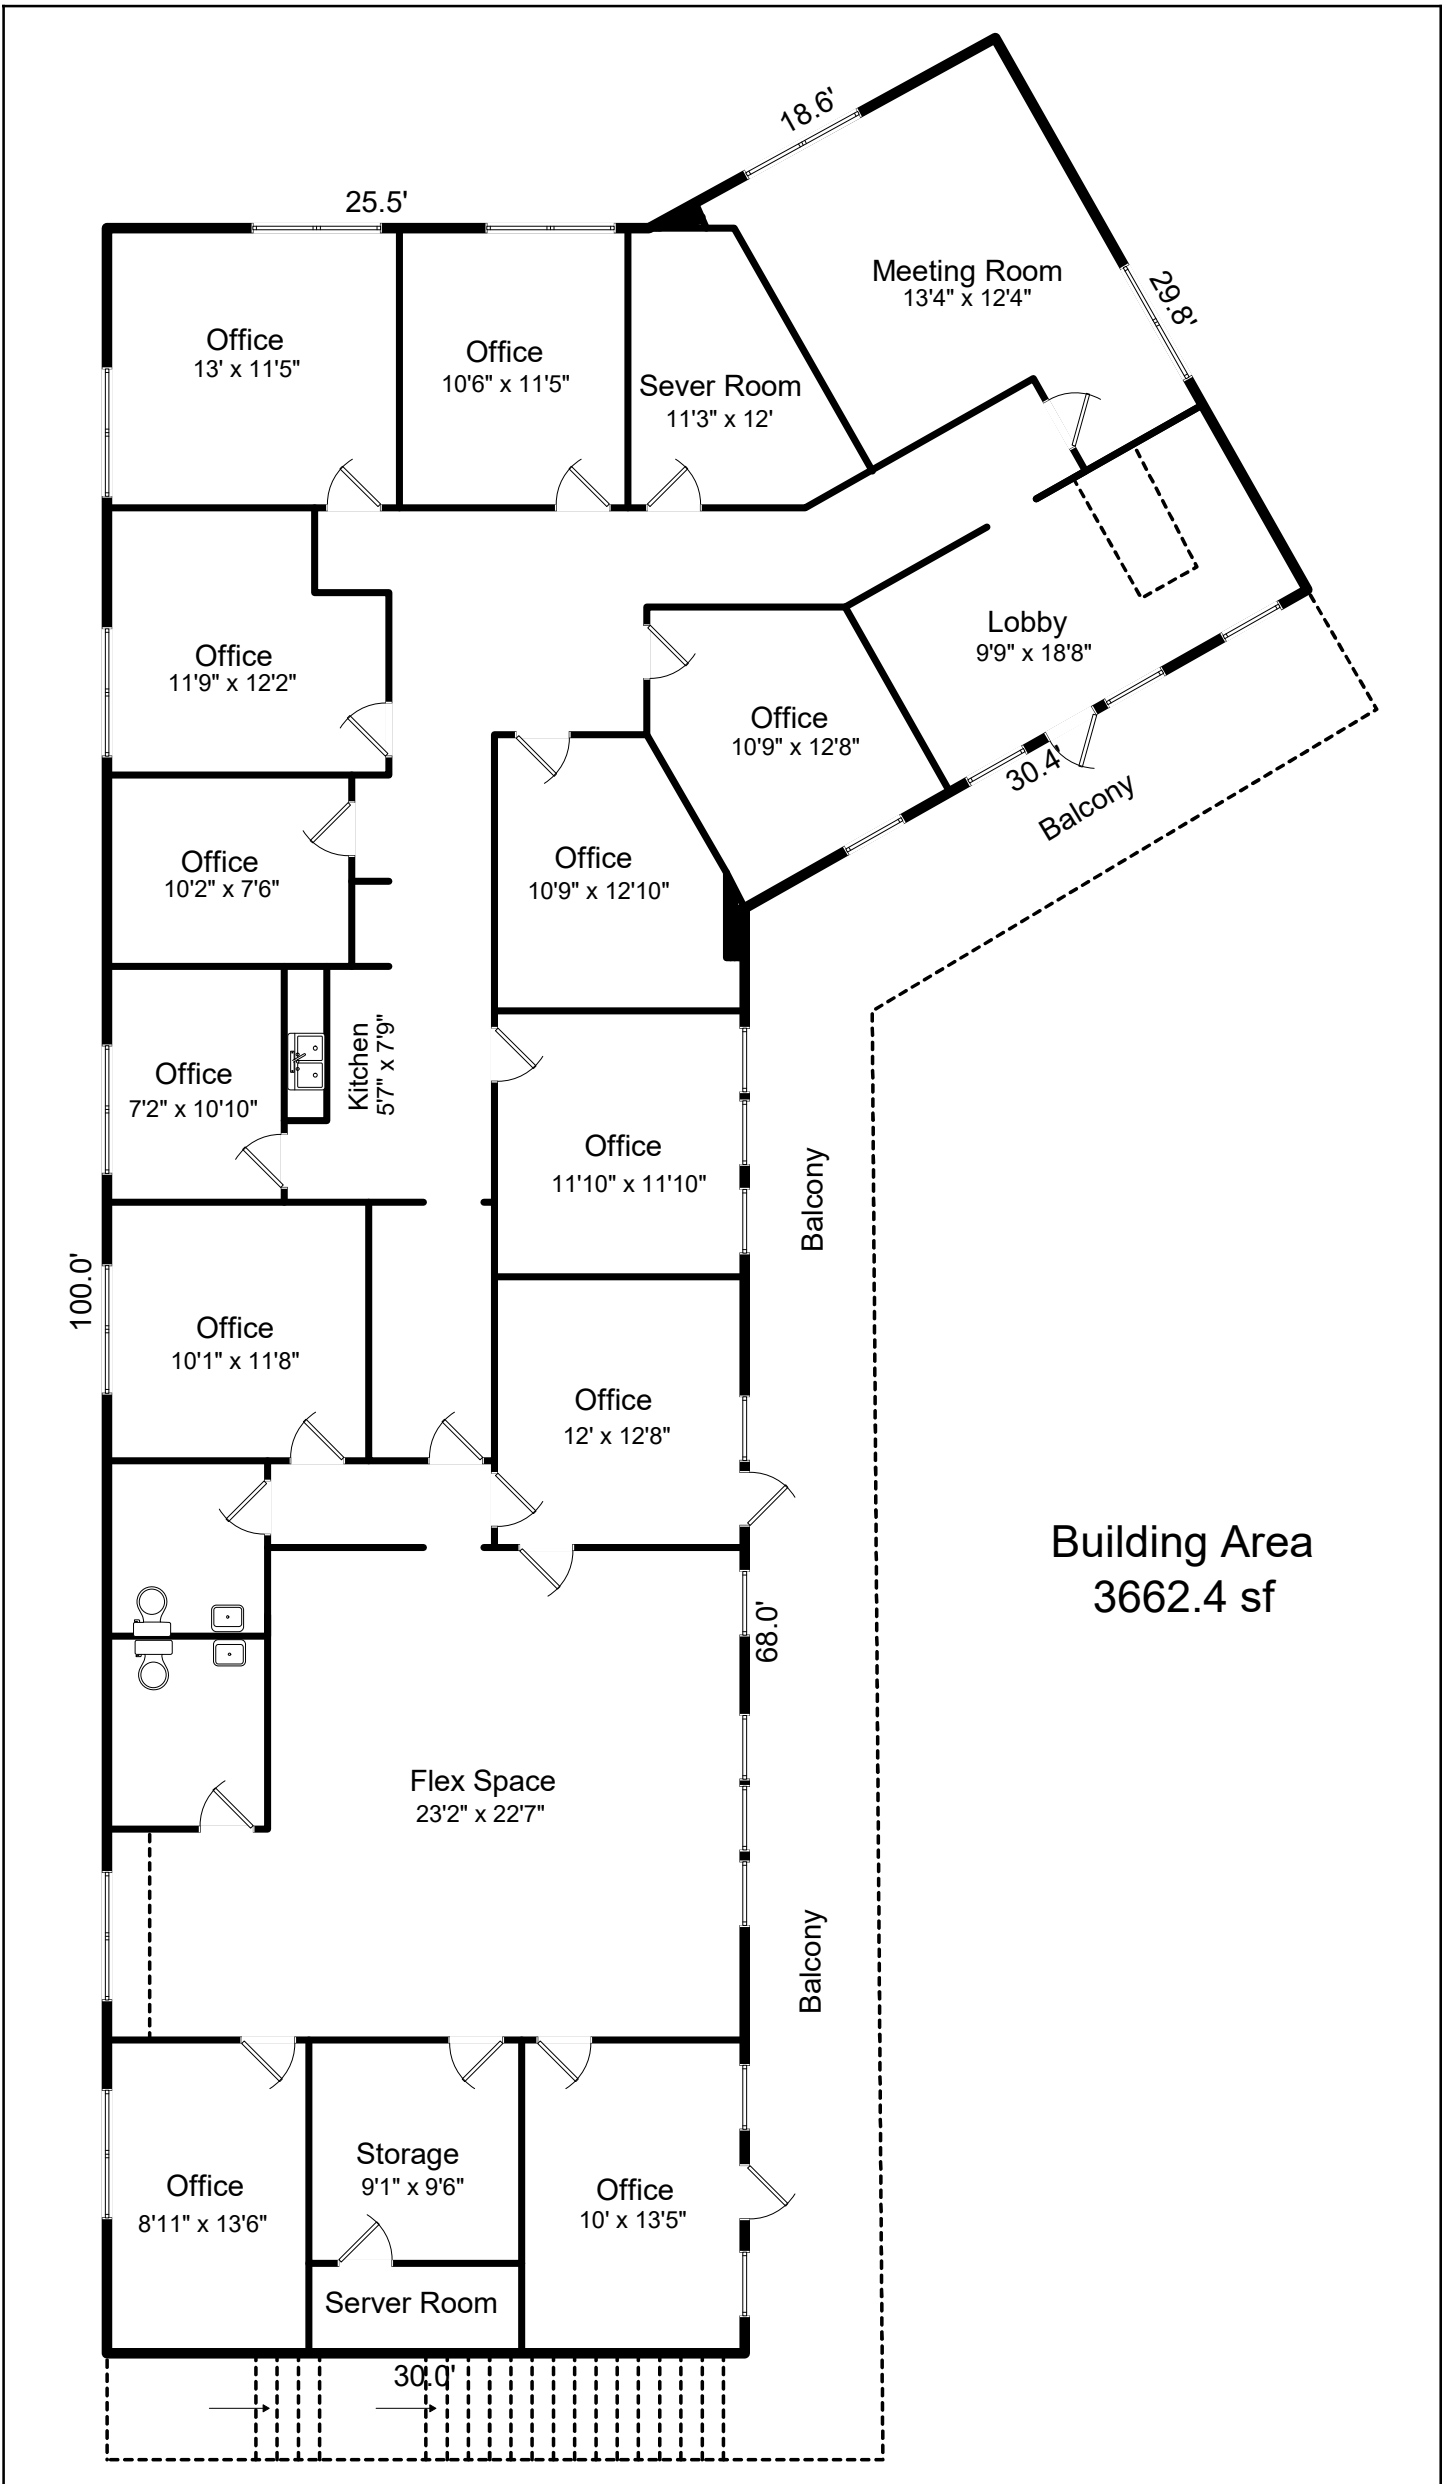 18.6'
25.5'
Meeting Room
13'4" x 12'4"
29.8'
Office
13' x 11'5"
Office
10'6" x 11'5"
Sever Room
11'3" x 12'
Office
11'9" x 12'2"
Lobby
9'9" x 18'8"
Office
10'9" x 12'8"
30.4
Balcony
Office
10'2" x 7'6"
Office
10'9" x 12'10"
Office
7'2" x 10'10"
Kitchen
5'7" x 7'9"
Office
11'10" x 11'10"
Balcony
100.0'
Office
10'1" x 11'8"
Office
12' x 12'8"
Building Area
3662.4 sf
68.0'
Flex Space
23'2" x 22'7"
Balcony
Office
8'11" x 13'6"
Storage
9'1" x 9'6"
Office
10' x 13'5"
Server Room
30.0'